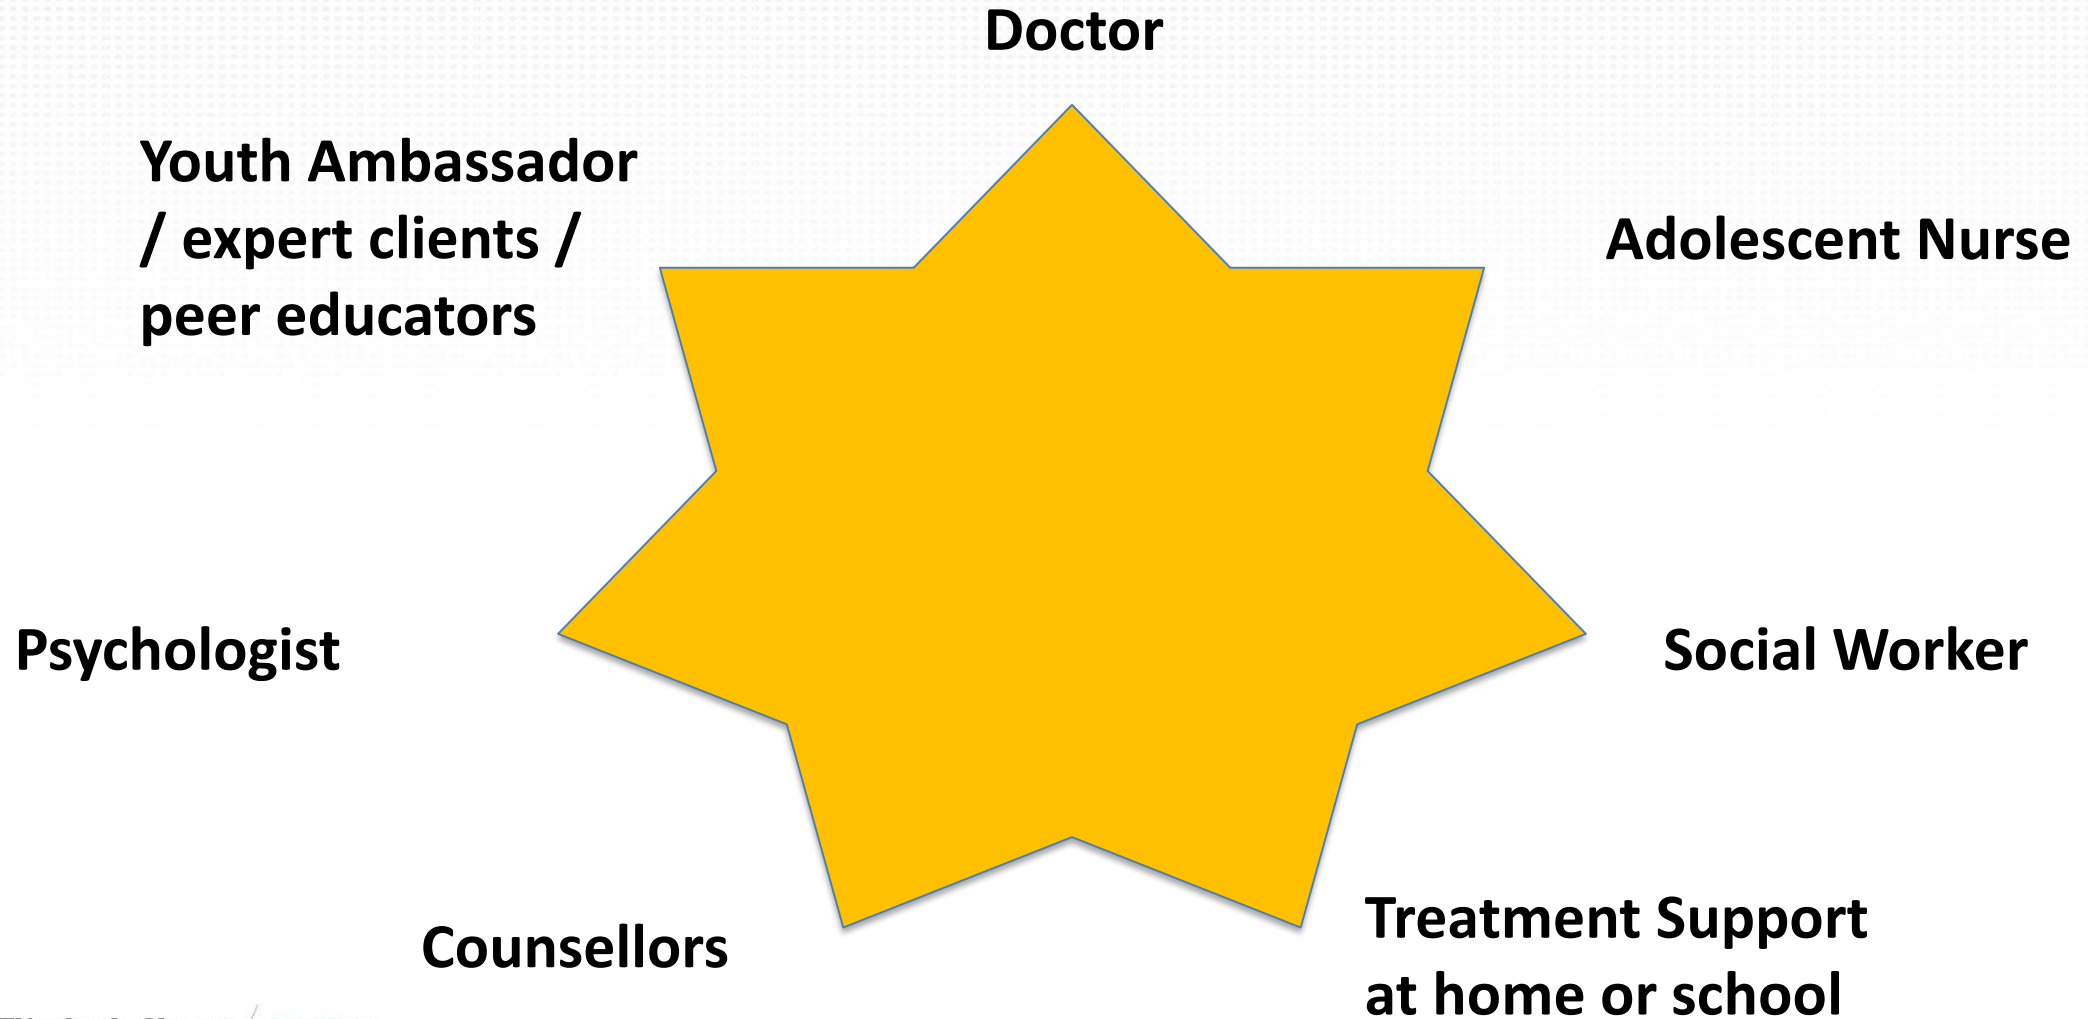 Doctor
Youth Ambassador
/ expert clients /
peer educators
Adolescent Nurse
Psychologist
Social Worker
Counsellors
Treatment Support
at home or school